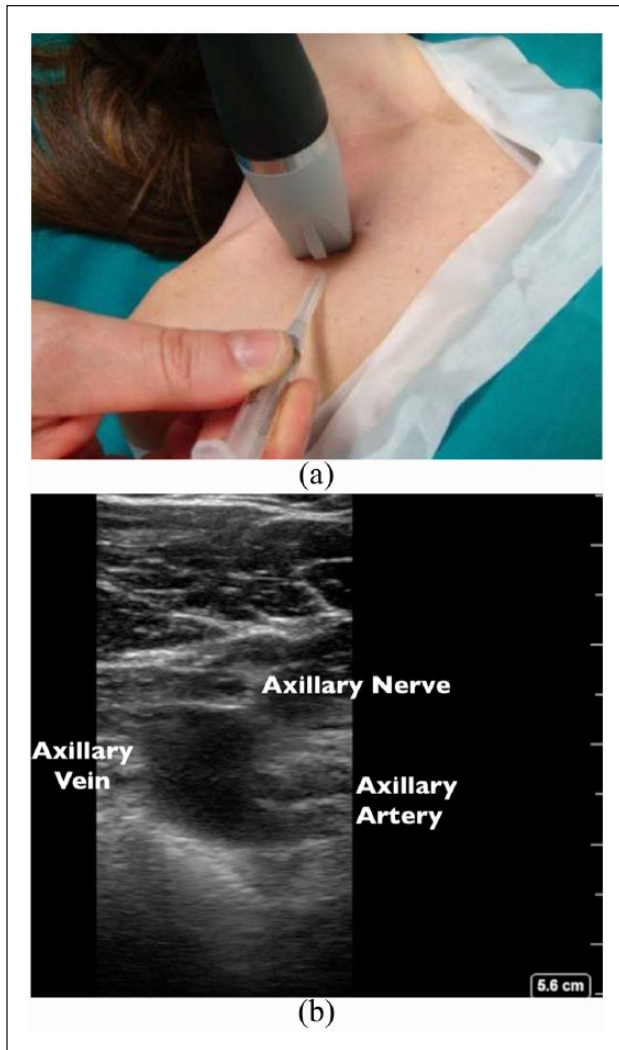 (a)
Axillary Nerve
Axillary
Vein
Axillary
Artery
5.6 cm
(b)